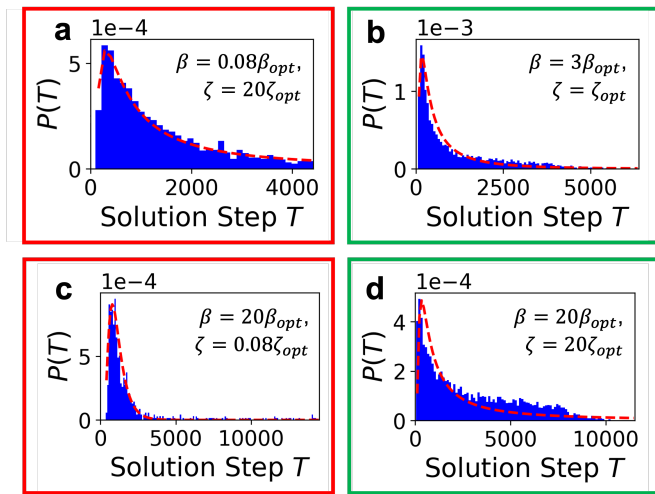 a
1e−4
β = 0.08β_opt,
ζ = 20ζ_opt
P(T)
5
0
0 2000 4000
Solution Step T
b
1e−3
β = 3β_opt,
ζ = ζ_opt
P(T)
1
0
0 2500 5000
Solution Step T
c
1e−4
β = 20β_opt,
ζ = 0.08ζ_opt
P(T)
5
0
0 5000 10000
Solution Step T
d
1e−4
β = 20β_opt,
ζ = 20ζ_opt
P(T)
4
2
0
0 5000 10000
Solution Step T